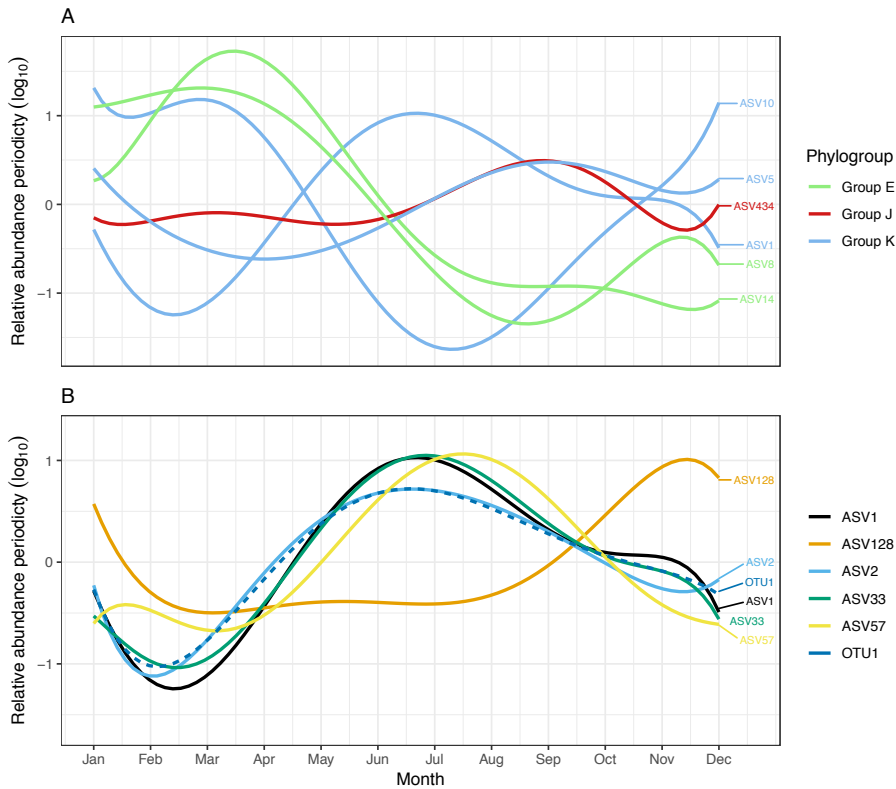 A
Relative abundance periodicty (log10)
1
0
−1
ASV10
ASV5
ASV434
ASV1
ASV8
ASV14
Phylogroup
Group E
Group J
Group K
B
Relative abundance periodicty (log10)
1
0
−1
ASV128
ASV2
OTU1
ASV1
ASV33
ASV57
ASV1
ASV128
ASV2
ASV33
ASV57
OTU1
Jan Feb Mar Apr May Jun Jul Aug Sep Oct Nov Dec
Month